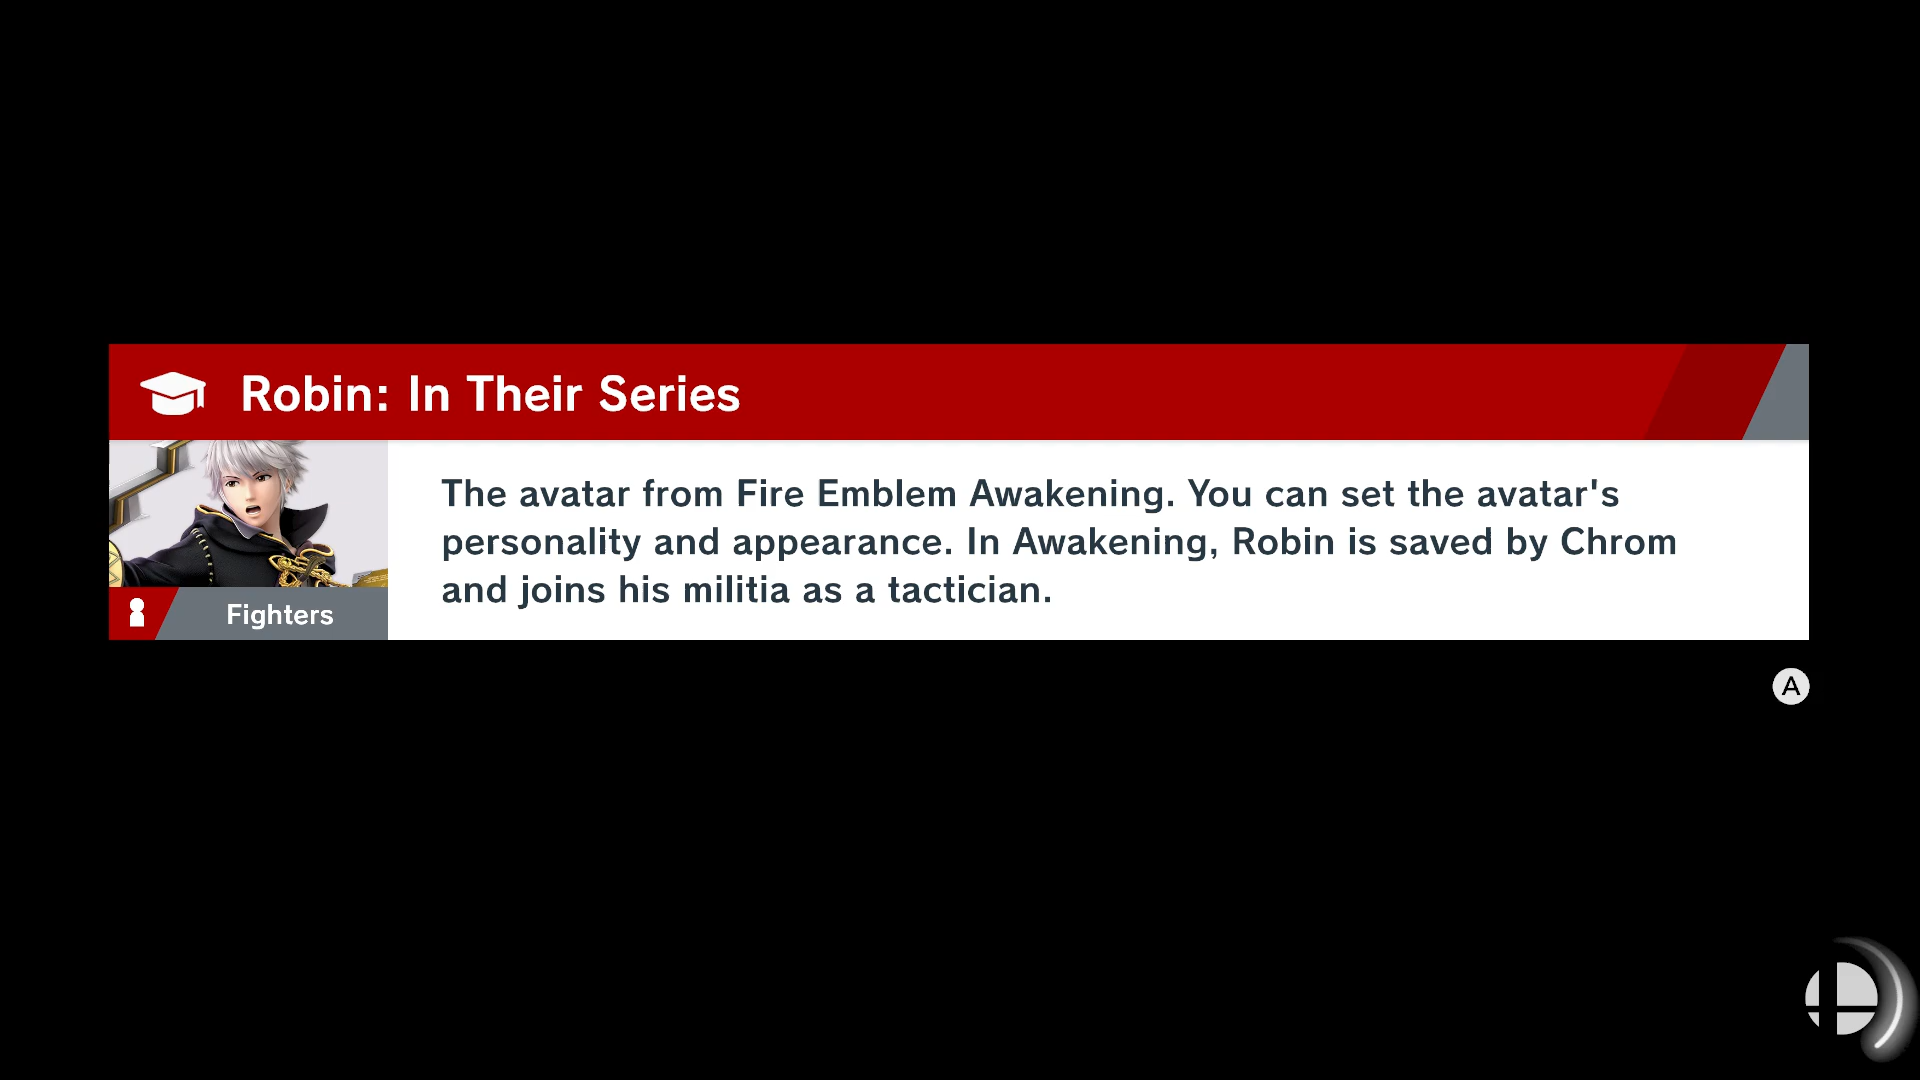 Robin: In Their Series
The avatar from Fire Emblem Awakening. You can set the avatar's
personality and appearance. In Awakening, Robin is saved by Chrom
and joins his militia as a tactician.
Fighters
A